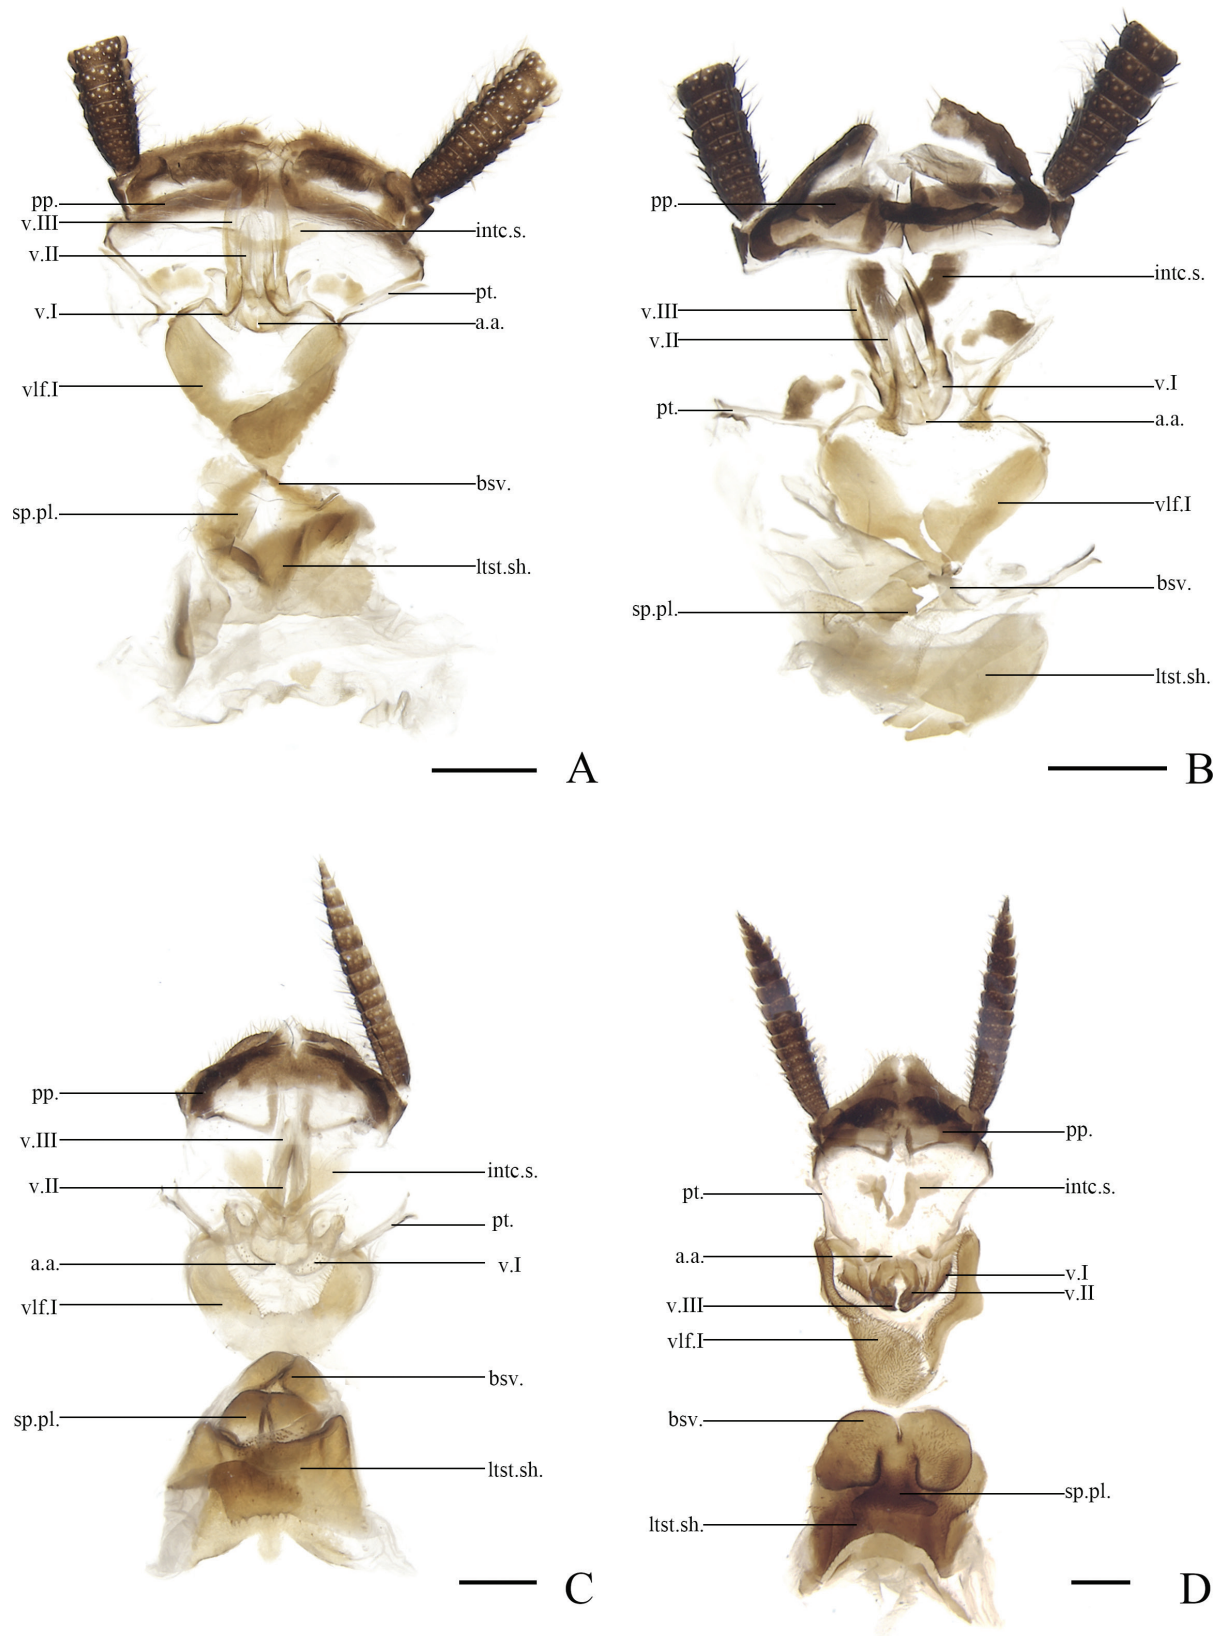 pp.
v.III
v.II
v.I
vlf.I
sp.pl.
intc.s.
pt.
a.a.
bsv.
ltst.sh.
A
pp.
v.III
v.II
pt.
sp.pl.
intc.s.
v.I
a.a.
vlf.I
bsv.
ltst.sh.
B
pp.
v.III
v.II
a.a.
vlf.I
sp.pl.
intc.s.
pt.
v.I
bsv.
ltst.sh.
C
pt.
a.a.
v.III
vlf.I
bsv.
ltst.sh.
pp.
intc.s.
v.I
v.II
sp.pl.
D